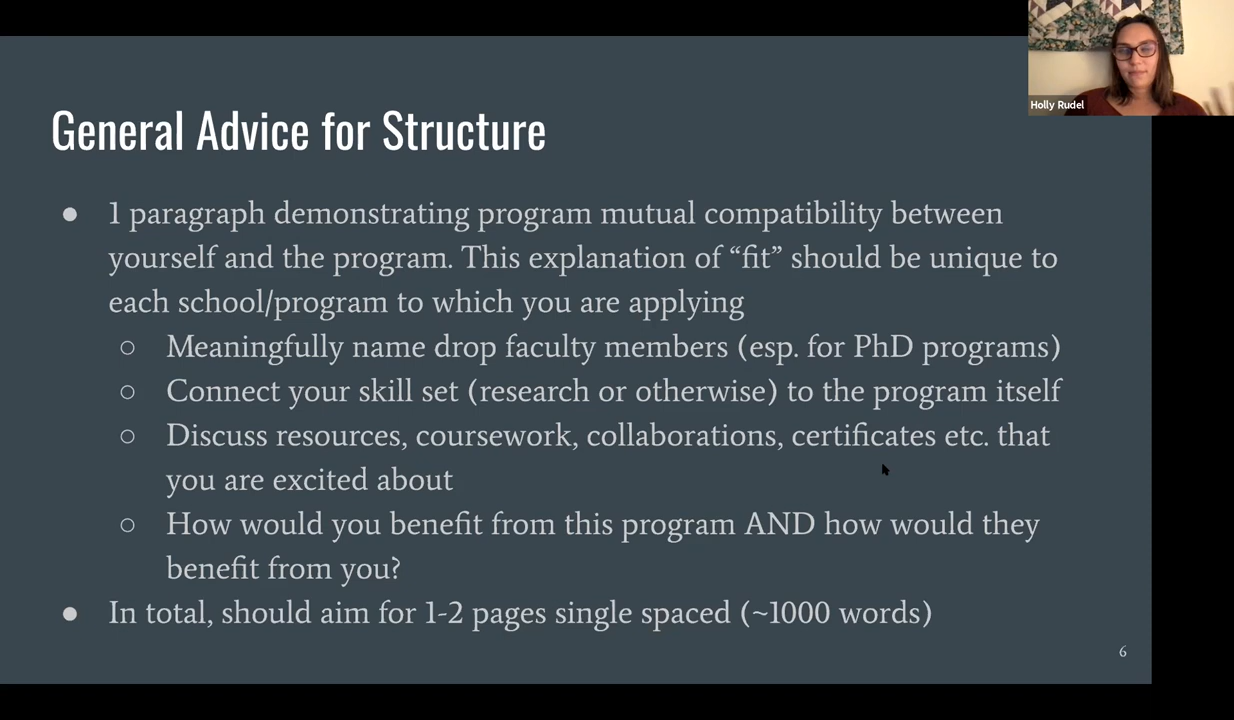 Holly Rudel
General Advice for Structure
● 1 paragraph demonstrating program mutual compatibility between
yourself and the program. This explanation of “fit” should be unique to
each school/program to which you are applying
○ Meaningfully name drop faculty members (esp. for PhD programs)
○ Connect your skill set (research or otherwise) to the program itself
○ Discuss resources, coursework, collaborations, certificates etc. that
you are excited about
○ How would you benefit from this program AND how would they
benefit from you?
● In total, should aim for 1-2 pages single spaced (~1000 words)
6